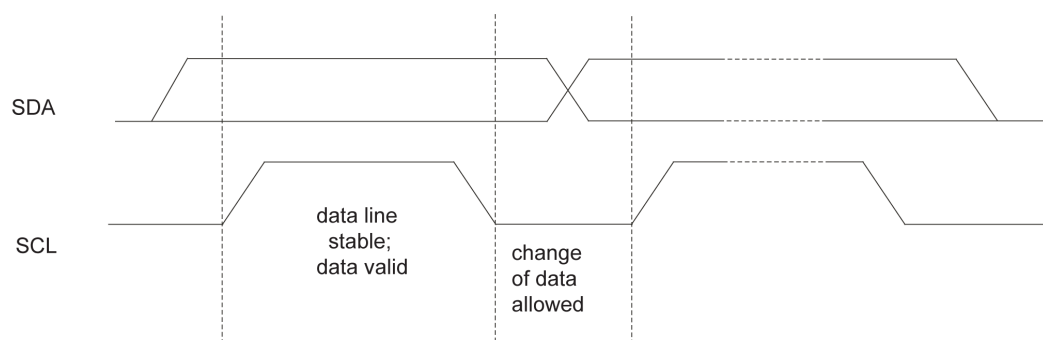 SDA
SCL
data line
stable;
data valid
change
of data
allowed